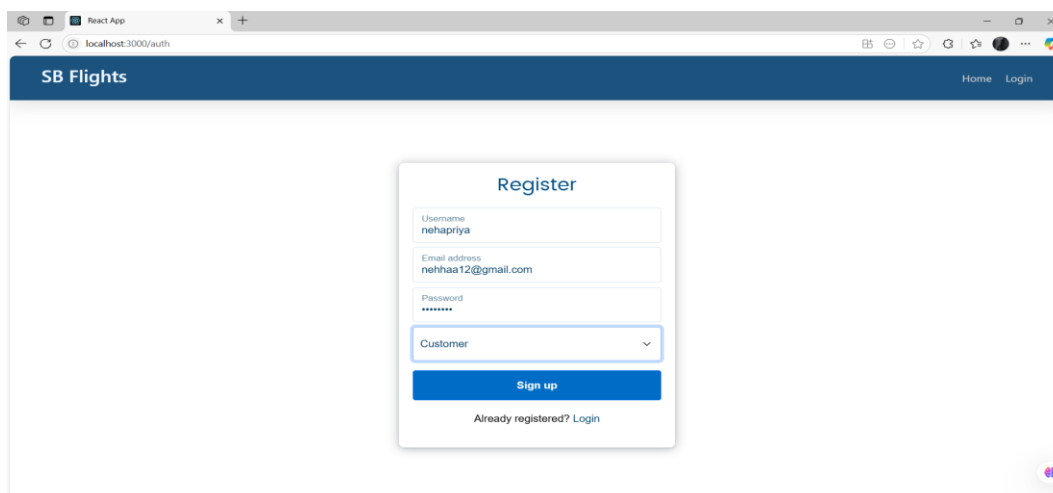 React App
localhost:3000/auth
SB Flights
Home Login
Register
Username
nehapriya
Email address
nehhaa12@gmail.com
Password
••••••••
Customer
Sign up
Already registered? Login